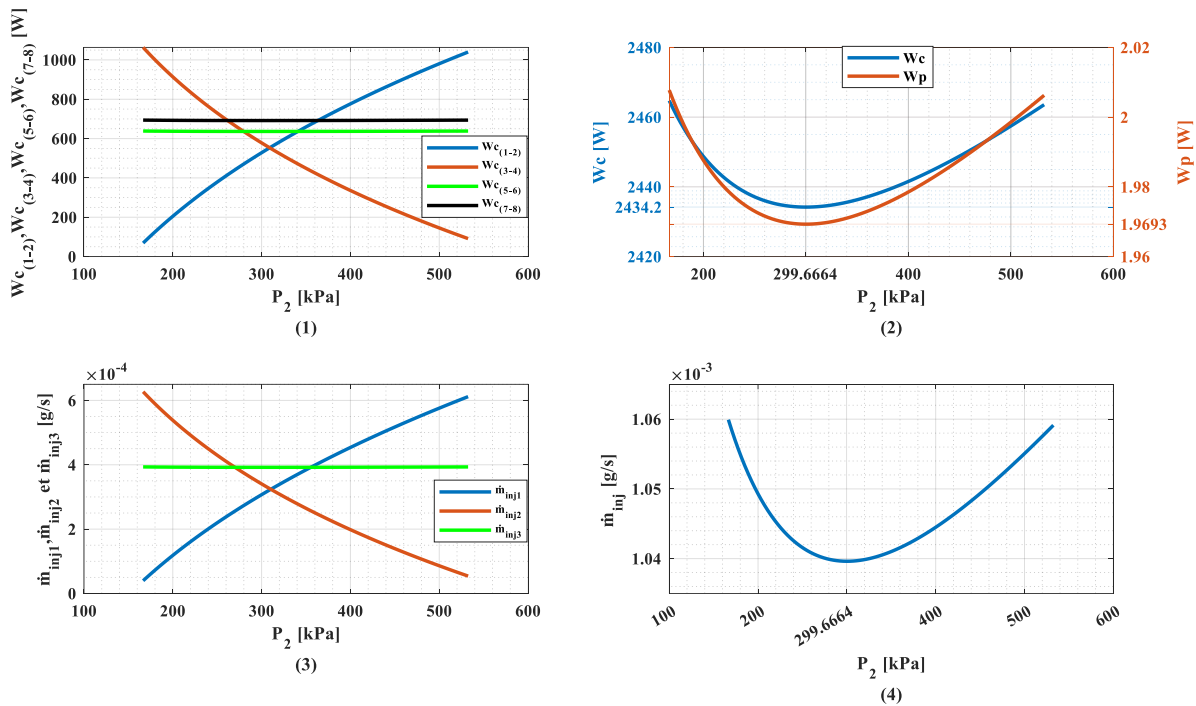 Wc(1-2),Wc(3-4),Wc(5-6),Wc(7-8) [W]
1000
800
600
400
200
0
100 200 300 400 500 600
P2 [kPa]
(1)
Wc(1-2)
Wc(3-4)
Wc(5-6)
Wc(7-8)
Wc [W]
2480
2460
2440
2434.2
2420
Wc
Wp
2.02
2
1.98
1.9693
1.96
Wp [W]
200 299.6664 400 500 600
P2 [kPa]
(2)
×10-4
ṁinj1,ṁinj2 et ṁinj3 [g/s]
6
4
2
0
ṁinj1
ṁinj2
ṁinj3
100 200 300 400 500 600
P2 [kPa]
(3)
×10-3
ṁinj [g/s]
1.06
1.05
1.04
100 200 299.6664 400 500 600
P2 [kPa]
(4)